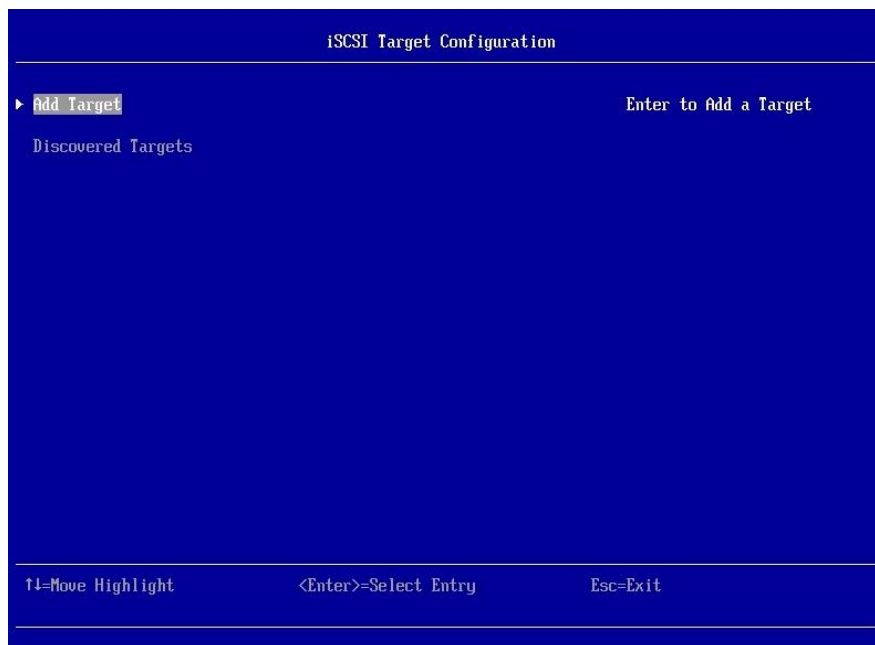 iSCSI Target Configuration
Add Target
Enter to Add a Target
Discovered Targets
↑↓=Move Highlight
<Enter>=Select Entry
Esc=Exit